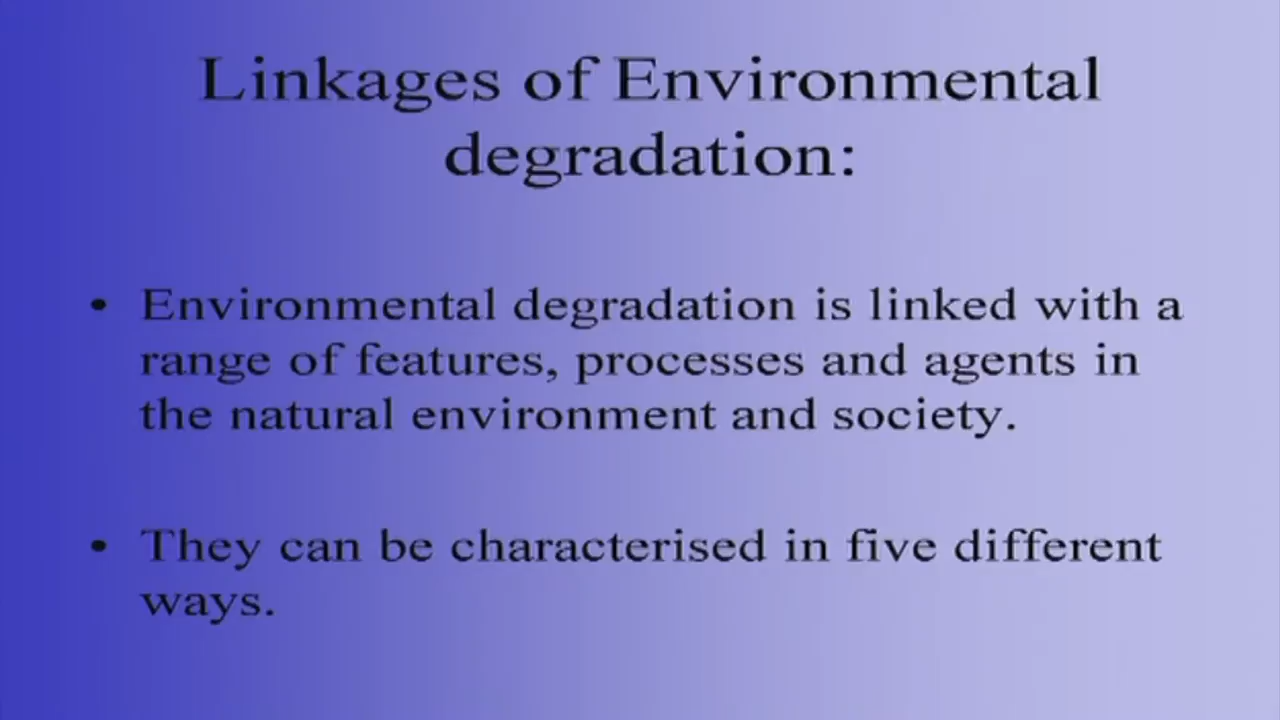 Linkages of Environmental
degradation:
• Environmental degradation is linked with a
range of features, processes and agents in
the natural environment and society.
• They can be characterised in five different
ways.